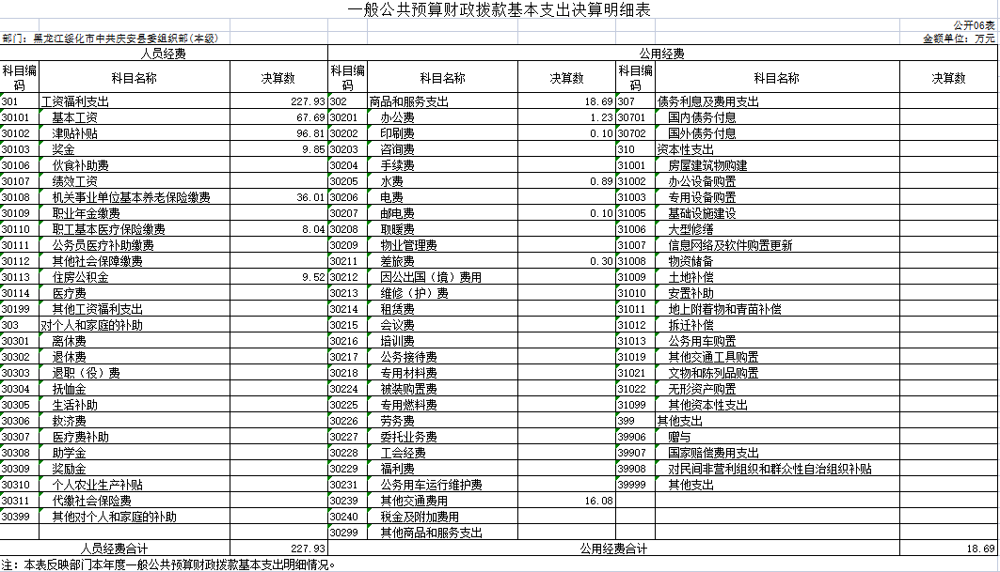 一般公共预算财政拨款基本支出决算明细表
公开06表
部门：黑龙江绥化市中共庆安县委组织部(本级) 金额单位：万元
人员经费 公用经费
科目编码 科目名称 决算数 科目编码 科目名称 决算数 科目编码 科目名称 决算数
301 工资福利支出 227.93 302 商品和服务支出 18.69 307 债务利息及费用支出
30101 基本工资 67.69 30201 办公费 1.23 30701 国内债务付息
30102 津贴补贴 96.81 30202 印刷费 0.10 30702 国外债务付息
30103 奖金 9.85 30203 咨询费 310 资本性支出
30106 伙食补助费 30204 手续费 31001 房屋建筑物购建
30107 绩效工资 30205 水费 0.89 31002 办公设备购置
30108 机关事业单位基本养老保险缴费 36.01 30206 电费 31003 专用设备购置
30109 职业年金缴费 30207 邮电费 0.10 31005 基础设施建设
30110 职工基本医疗保险缴费 8.04 30208 取暖费 31006 大型修缮
30111 公务员医疗补助缴费 30209 物业管理费 31007 信息网络及软件购置更新
30112 其他社会保障缴费 30211 差旅费 0.30 31008 物资储备
30113 住房公积金 9.52 30212 因公出国（境）费用 31009 土地补偿
30114 医疗费 30213 维修（护）费 31010 安置补助
30199 其他工资福利支出 30214 租赁费 31011 地上附着物和青苗补偿
303 对个人和家庭的补助 30215 会议费 31012 拆迁补偿
30301 离休费 30216 培训费 31013 公务用车购置
30302 退休费 30217 公务接待费 31019 其他交通工具购置
30303 退职（役）费 30218 专用材料费 31021 文物和陈列品购置
30304 抚恤金 30224 被装购置费 31022 无形资产购置
30305 生活补助 30225 专用燃料费 31099 其他资本性支出
30306 救济费 30226 劳务费 399 其他支出
30307 医疗费补助 30227 委托业务费 39906 赠与
30308 助学金 30228 工会经费 39907 国家赔偿费用支出
30309 奖励金 30229 福利费 39908 对民间非营利组织和群众性自治组织补贴
30310 个人农业生产补贴 30231 公务用车运行维护费 39999 其他支出
30311 代缴社会保险费 30239 其他交通费用 16.08
30399 其他对个人和家庭的补助 30240 税金及附加费用
30299 其他商品和服务支出
人员经费合计 227.93 公用经费合计 18.69
注：本表反映部门本年度一般公共预算财政拨款基本支出明细情况。